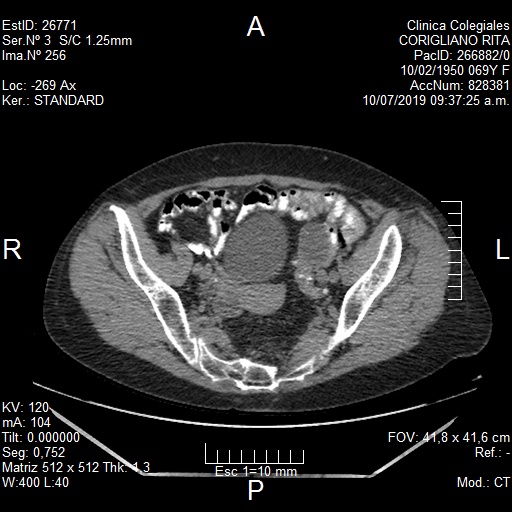 EstID: 26771
Ser.Nº 3 S/C 1.25mm
Ima.Nº 256
Loc: -269 Ax
Ker.: STANDARD
A
Clinica Colegiales
CORIGLIANO RITA
PacID: 266882/0
10/02/1950 069Y F
AccNum: 828381
10/07/2019 09:37:25 a.m.
R
L
KV: 120
mA: 104
Tilt: 0.000000
Seg: 0,752
Matriz 512 x 512 Thk: 1.3
W:400 L:40
Esc 1=10 mm
P
FOV: 41,8 x 41,6 cm
Ref.: -
Mod.: CT